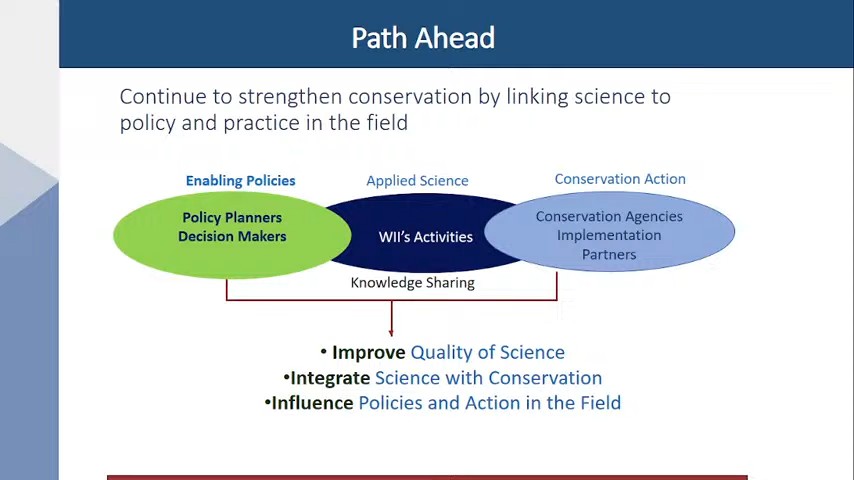 Path Ahead
Continue to strengthen conservation by linking science to
policy and practice in the field
Enabling Policies
Applied Science
Conservation Action
Policy Planners
Decision Makers
WII's Activities
Conservation Agencies
Implementation
Partners
Knowledge Sharing
• Improve Quality of Science
•Integrate Science with Conservation
•Influence Policies and Action in the Field